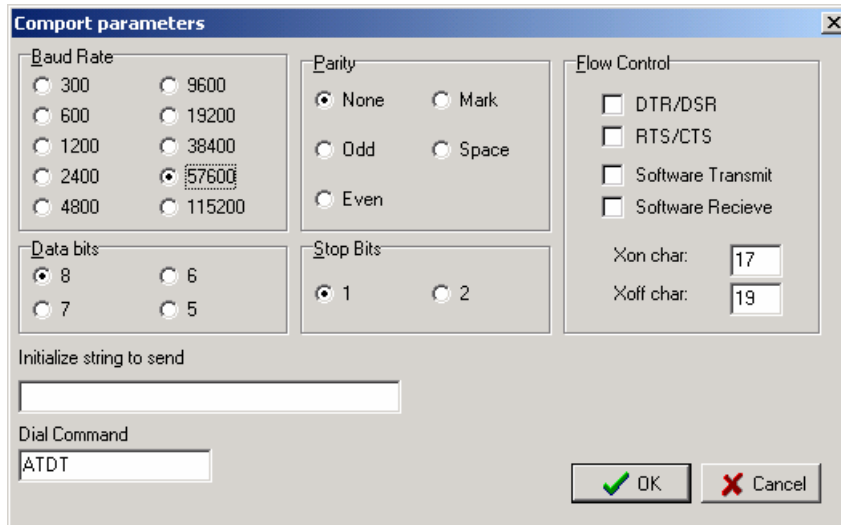 Comport parameters
Baud Rate
300
9600
600
19200
1200
38400
2400
57600
4800
115200
Parity
None
Mark
Odd
Space
Even
Flow Control
DTR/DSR
RTS/CTS
Software Transmit
Software Recieve
Xon char:
17
Xoff char:
19
Data bits
8
6
7
5
Stop Bits
1
2
Initialize string to send
Dial Command
ATDT
OK
Cancel